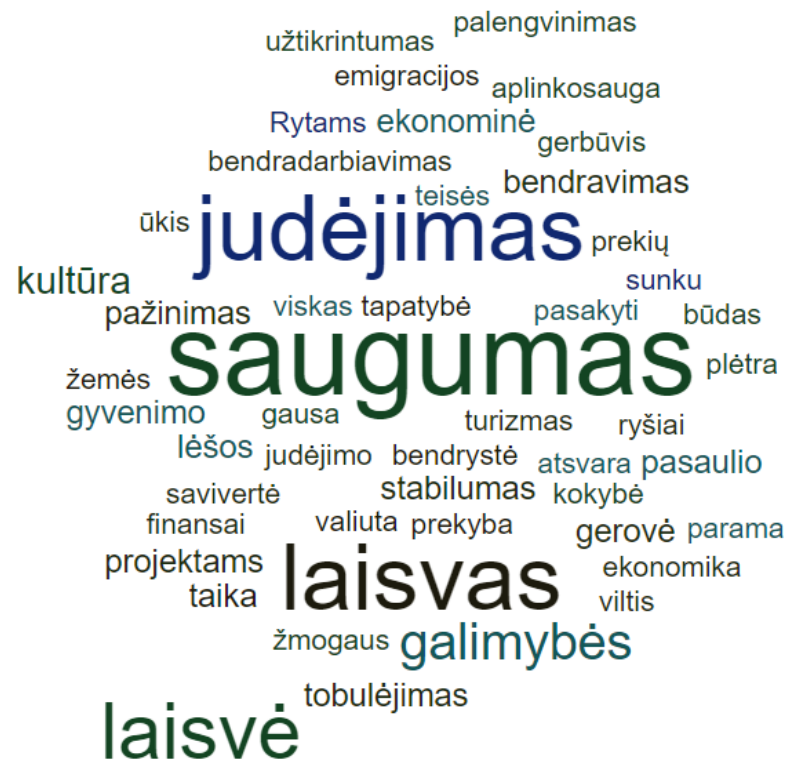 palengvinimas
užtikrintumas
emigracijos
aplinkosauga
Rytams ekonominė
gerbūvis
bendradarbiavimas
bendravimas
teisės
ūkis judėjimas prekių
kultūra
sunku
pažinimas viskas tapatybė pasakyti būdas
saugumas plėtra
žemės
gyvenimo gausa turizmas ryšiai
lėšos judėjimo bendrystė atsvara pasaulio
savivertė stabilumas kokybė
finansai valiuta prekyba gerovė parama
projektams laisvas ekonomika
taika viltis
žmogaus galimybės
tobulėjimas
laisvė